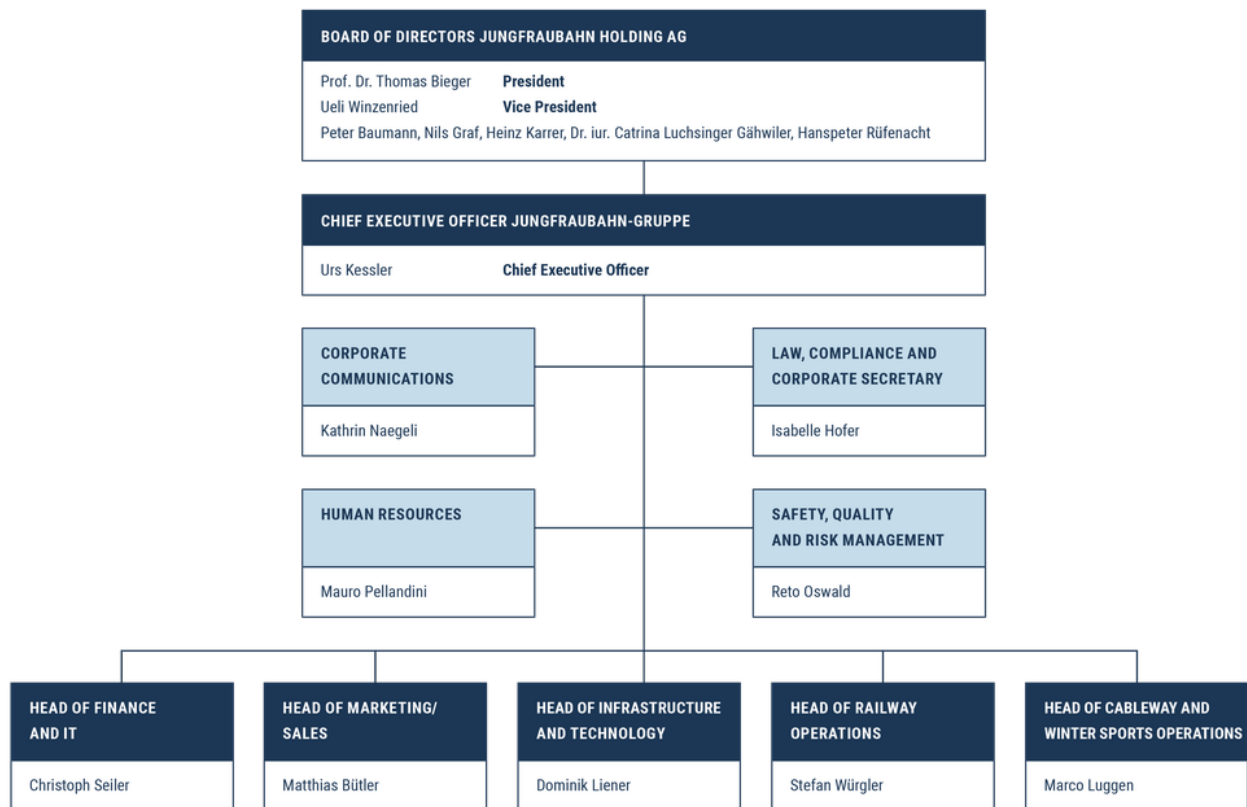 BOARD OF DIRECTORS JUNGFRAUBAHN HOLDING AG
Prof. Dr. Thomas Bieger President
Ueli Winzenried Vice President
Peter Baumann, Nils Graf, Heinz Karrer, Dr. iur. Catrina Luchsinger Gähwiler, Hanspeter Rüfenacht
CHIEF EXECUTIVE OFFICER JUNGFRAUBAHN-GRUPPE
Urs Kessler Chief Executive Officer
CORPORATE
COMMUNICATIONS
Kathrin Naegeli
LAW, COMPLIANCE AND
CORPORATE SECRETARY
Isabelle Hofer
HUMAN RESOURCES
Mauro Pellandini
SAFETY, QUALITY
AND RISK MANAGEMENT
Reto Oswald
HEAD OF FINANCE
AND IT
Christoph Seiler
HEAD OF MARKETING/
SALES
Matthias Bütler
HEAD OF INFRASTRUCTURE
AND TECHNOLOGY
Dominik Liener
HEAD OF RAILWAY
OPERATIONS
Stefan Würgler
HEAD OF CABLEWAY AND
WINTER SPORTS OPERATIONS
Marco Luggen